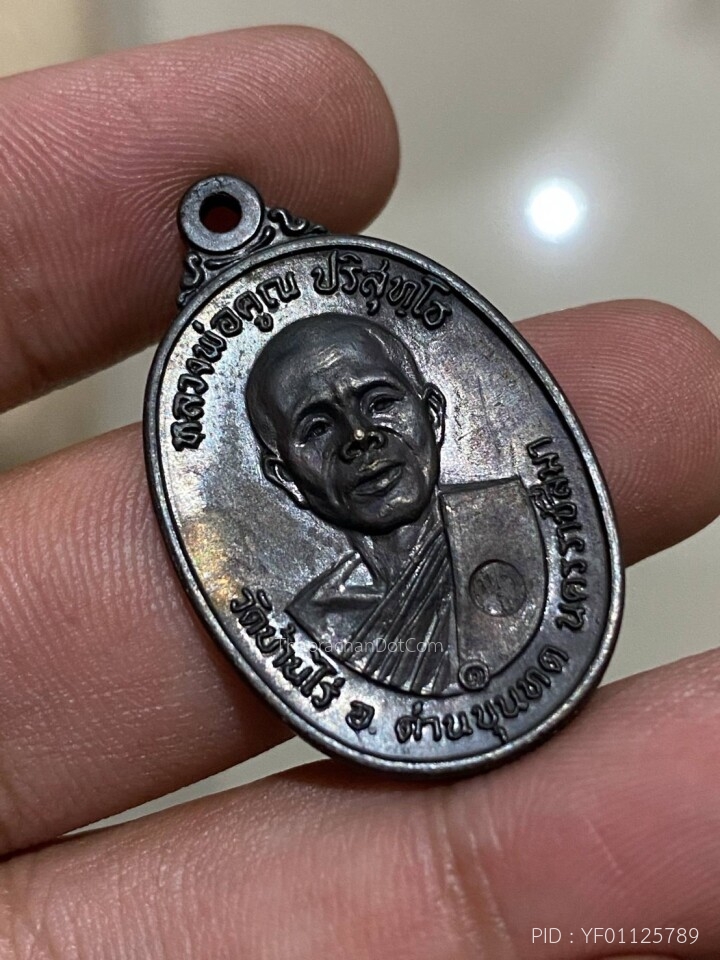 หลวงพ่อคูณ ปริสุทฺโธ
วัดบ้านไร่ อ. ด่านขุนทด นครราชสีมา
๑
ThaprachanDotCom
PID : YF01125789